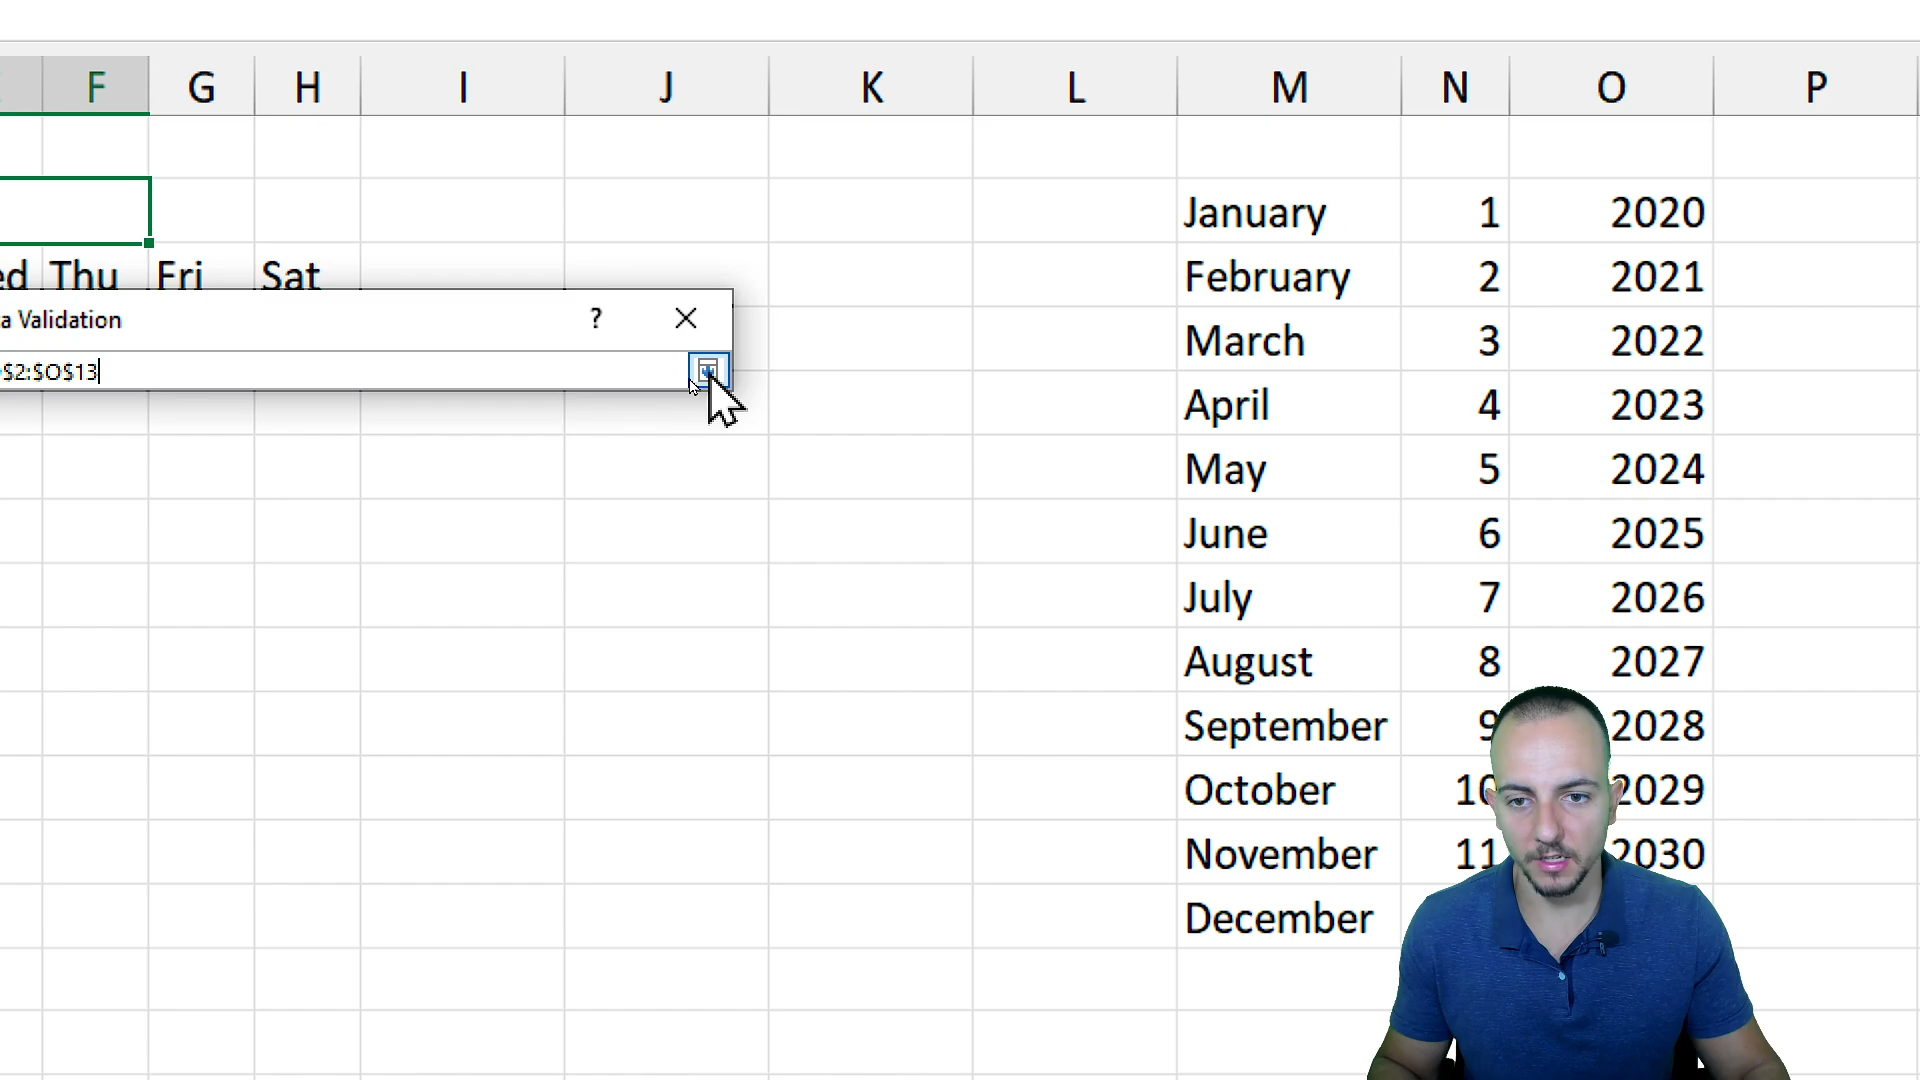 F G H I J K L M N O P
January 1 2020
ed Thu Fri Sat February 2 2021
a Validation ? March 3 2022
$2:$O$13
April 4 2023
May 5 2024
June 6 2025
July 7 2026
August 8 2027
September 9 2028
October 10 2029
November 11 2030
December